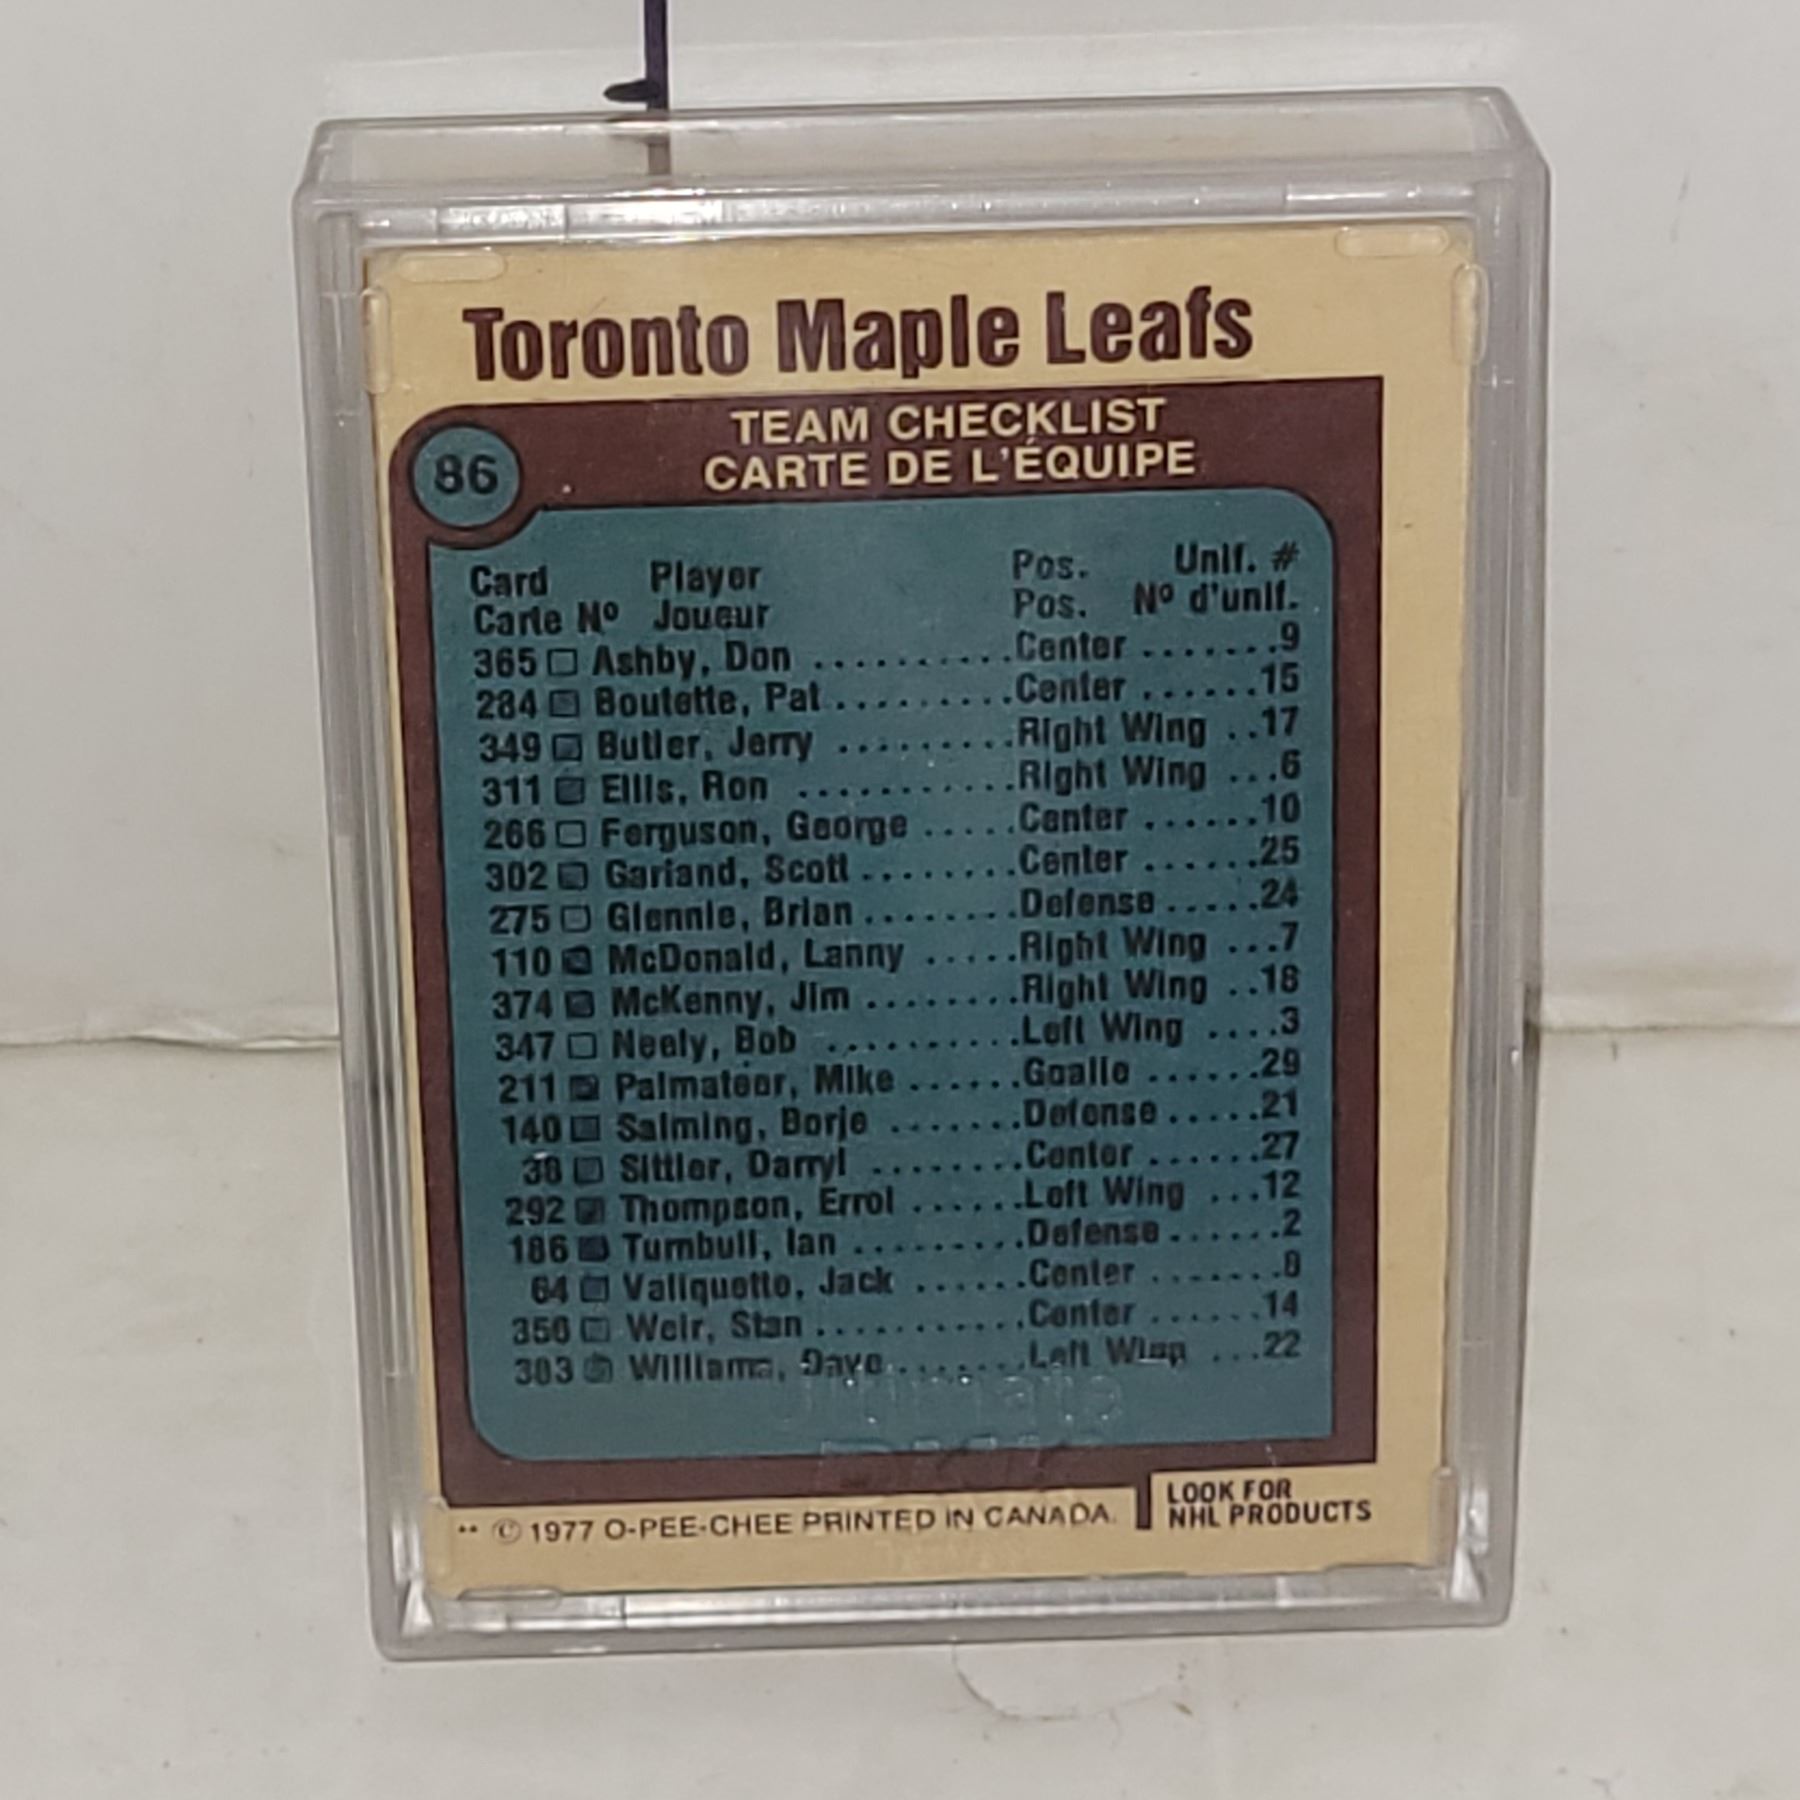 Toronto Maple Leafs
TEAM CHECKLIST
CARTE DE L'ÉQUIPE
86
Card Player Pos. Unif. #
Carte Nº Joueur Pos. Nº d'unif.
365 □ Ashby, Don ..........Center .......9
284 □ Boutette, Pat .........Center ......15
349 □ Butler, Jerry .........Right Wing ..17
311 □ Ellis, Ron ...........Right Wing ...6
266 □ Ferguson, George .....Center ......10
302 □ Garland, Scott ........Center ......25
275 □ Glennie, Brian ........Defense .....24
110 □ McDonald, Lanny .....Right Wing ...7
374 □ McKenny, Jim ........Right Wing ..18
347 □ Neely, Bob ..........Left Wing ....3
211 □ Palmateer, Mike ......Goalie ......29
140 □ Salming, Borje .......Defense .....21
38 □ Sittler, Darryl ........Center ......27
292 □ Thompson, Errol ......Left Wing ...12
186 □ Turnbull, Ian .........Defense ......2
64 □ Valiquette, Jack ......Center .......8
356 □ Weir, Stan ...........Center ......14
383 □ Williams, Dave .......Left Wing ...22
Ultimate
** © 1977 O-PEE-CHEE PRINTED IN CANADA.
LOOK FOR
NHL PRODUCTS